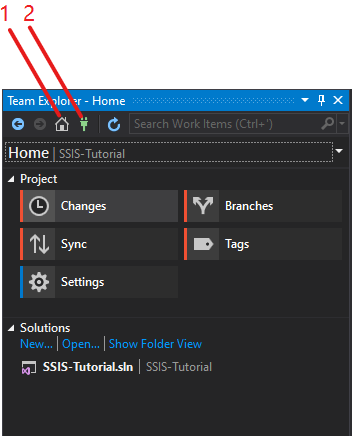 1 2
Team Explorer - Home
Search Work Items (Ctrl+')
Home | SSIS-Tutorial
Project
Changes Branches
Sync Tags
Settings
Solutions
New... | Open... | Show Folder View
SSIS-Tutorial.sln | SSIS-Tutorial